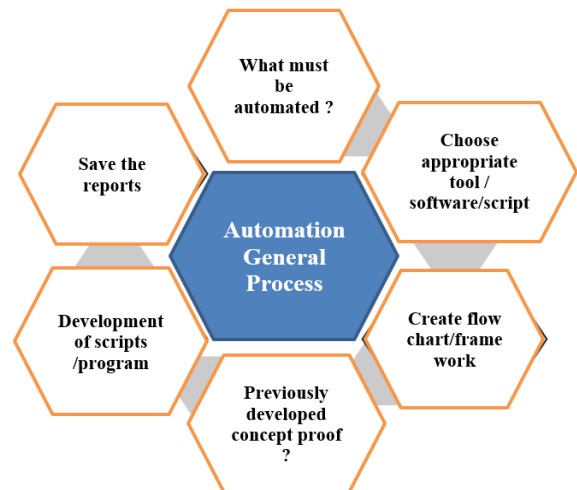 What must
be
automated ?
Choose
appropriate
tool /
software/script
Create flow
chart/frame
work
Previously
developed
concept proof
?
Development
of scripts
/program
Save the
reports
Automation
General
Process